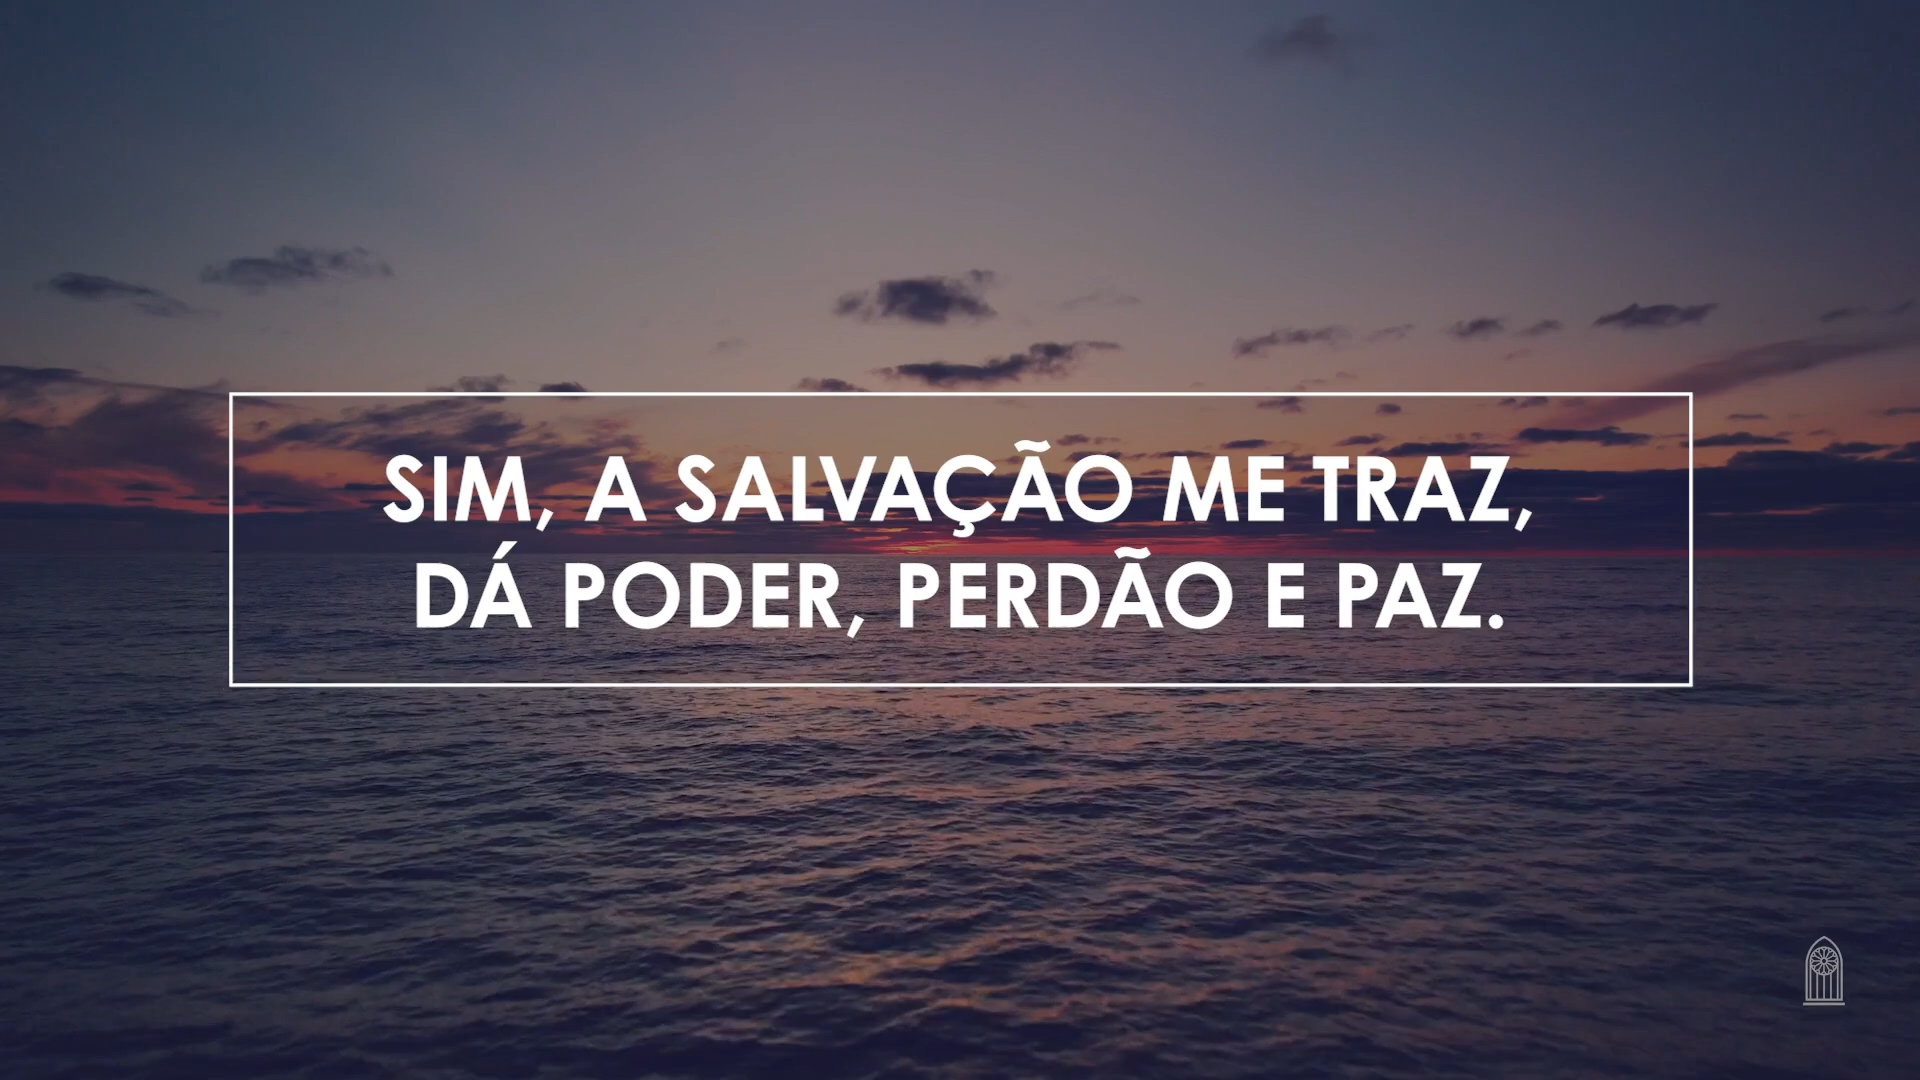 SIM, A SALVAÇÃO ME TRAZ,
DÁ PODER, PERDÃO E PAZ.